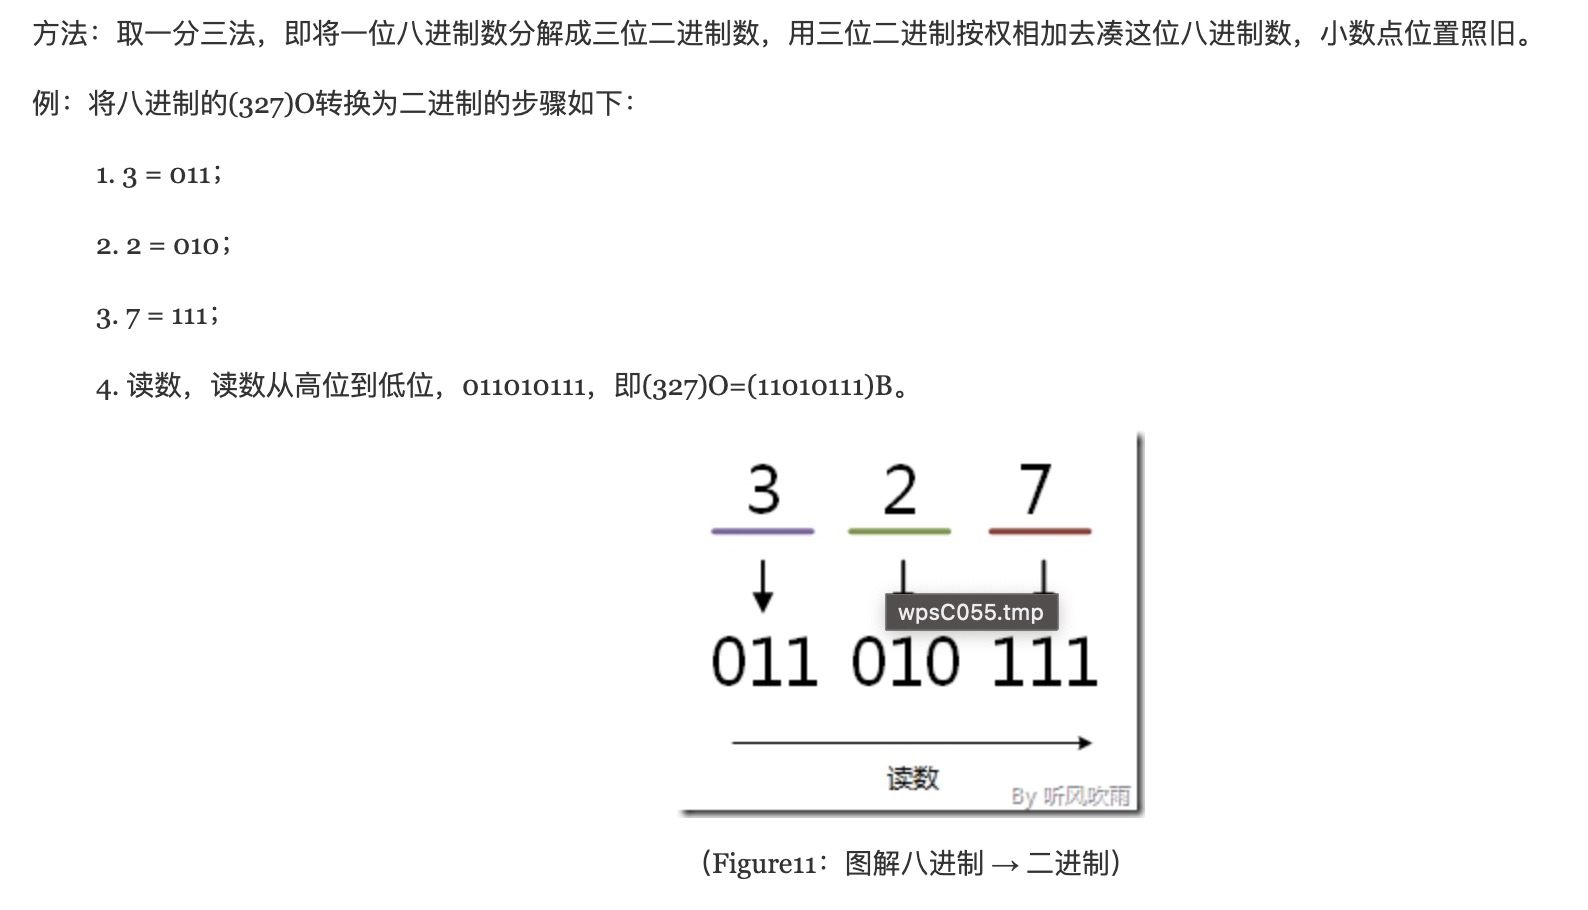 方法：取一分三法，即将一位八进制数分解成三位二进制数，用三位二进制按权相加去凑这位八进制数，小数点位置照旧。
例：将八进制的(327)O转换为二进制的步骤如下：
1. 3 = 011；
2. 2 = 010；
3. 7 = 111；
4. 读数，读数从高位到低位，011010111，即(327)O=(11010111)B。
3 2 7
wpsC055.tmp
011 010 111
读数
By 听风吹雨
（Figure11：图解八进制 → 二进制）